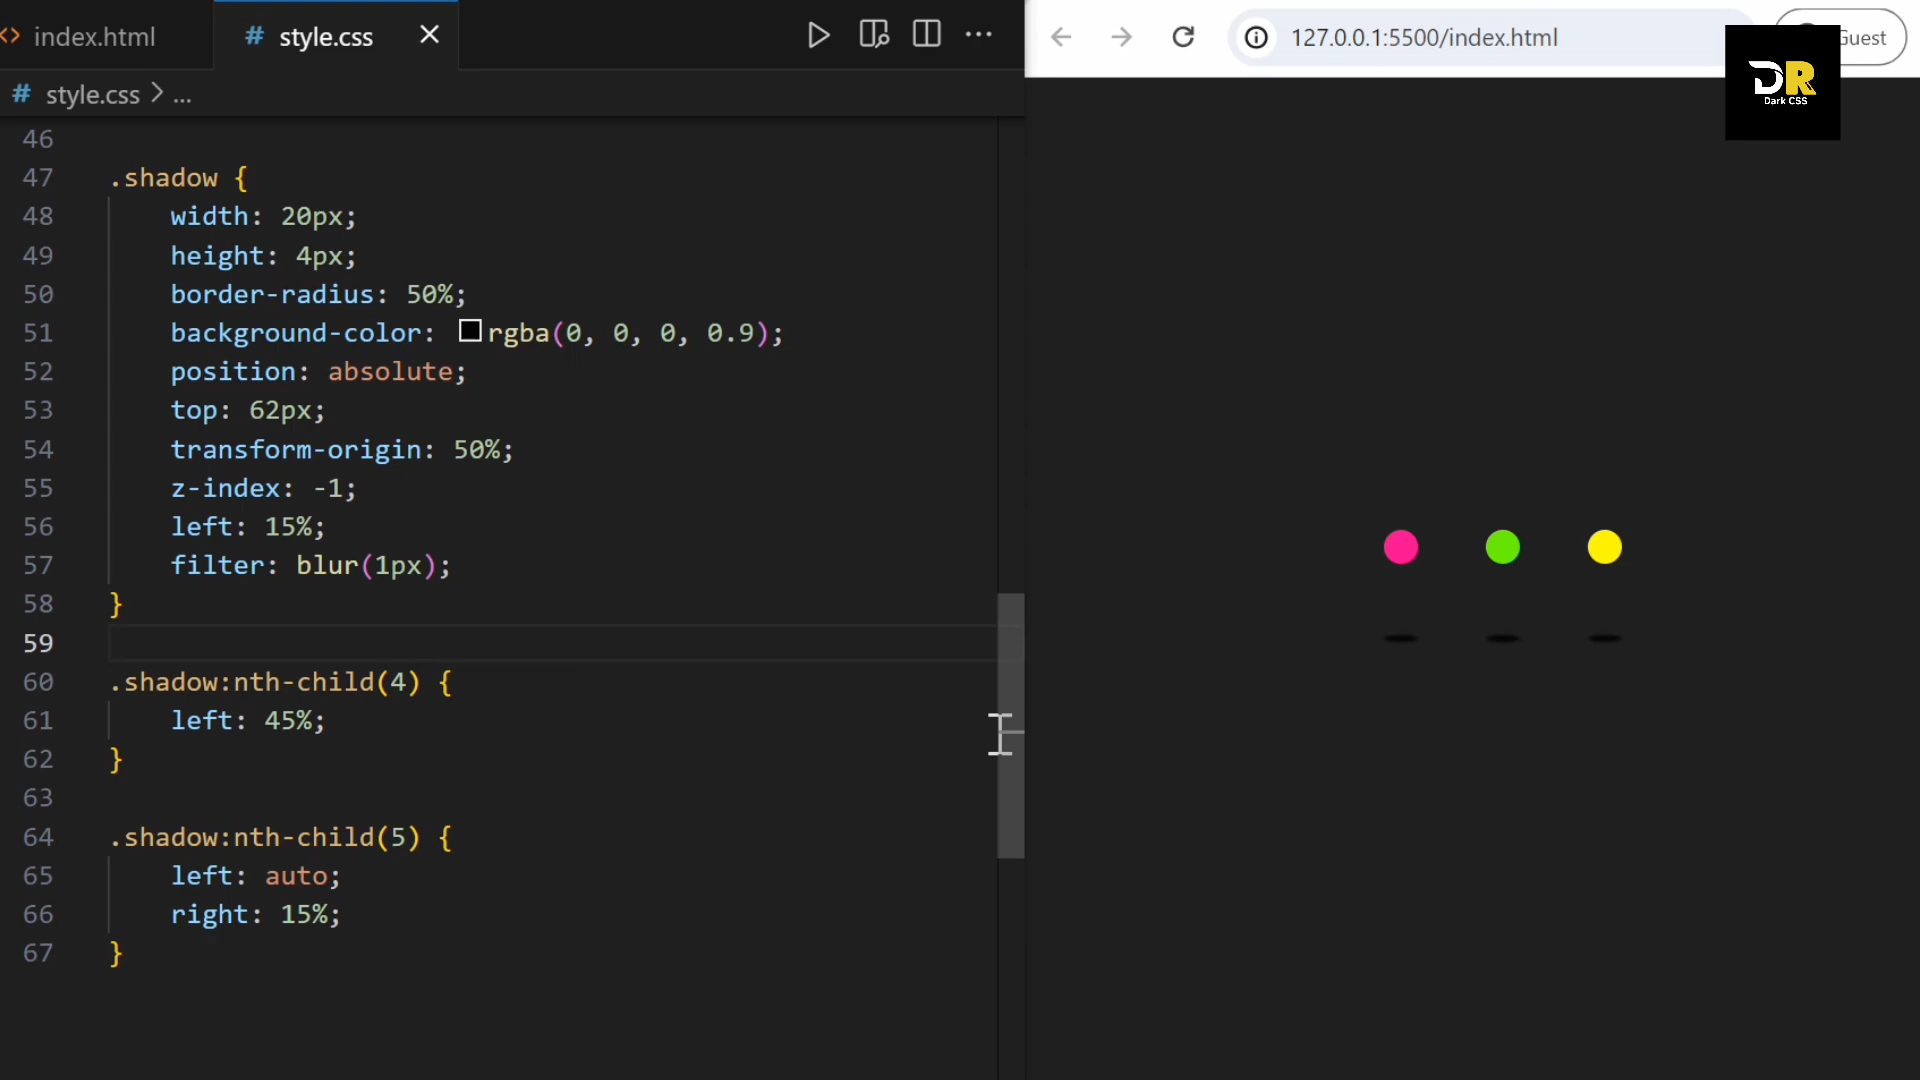 <> index.html
# style.css
# style.css > ...
127.0.0.1:5500/index.html
Guest
DR
Dark CSS
46
47 .shadow {
48 width: 20px;
49 height: 4px;
50 border-radius: 50%;
51 background-color: rgba(0, 0, 0, 0.9);
52 position: absolute;
53 top: 62px;
54 transform-origin: 50%;
55 z-index: -1;
56 left: 15%;
57 filter: blur(1px);
58 }
59
60 .shadow:nth-child(4) {
61 left: 45%;
62 }
63
64 .shadow:nth-child(5) {
65 left: auto;
66 right: 15%;
67 }